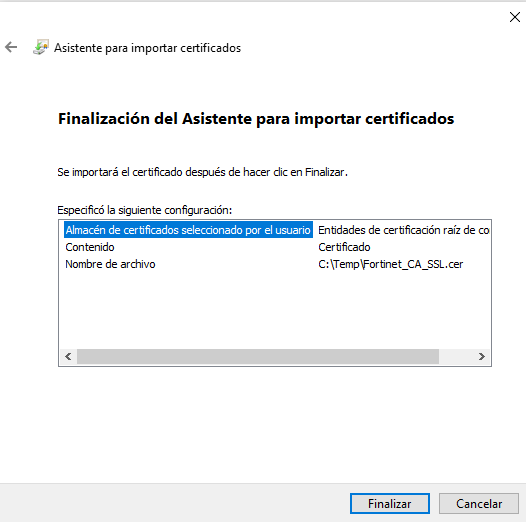 Asistente para importar certificados
Finalización del Asistente para importar certificados
Se importará el certificado después de hacer clic en Finalizar.
Especificó la siguiente configuración:
Almacén de certificados seleccionado por el usuario Entidades de certificación raíz de co
Contenido Certificado
Nombre de archivo C:\Temp\Fortinet_CA_SSL.cer
Finalizar Cancelar